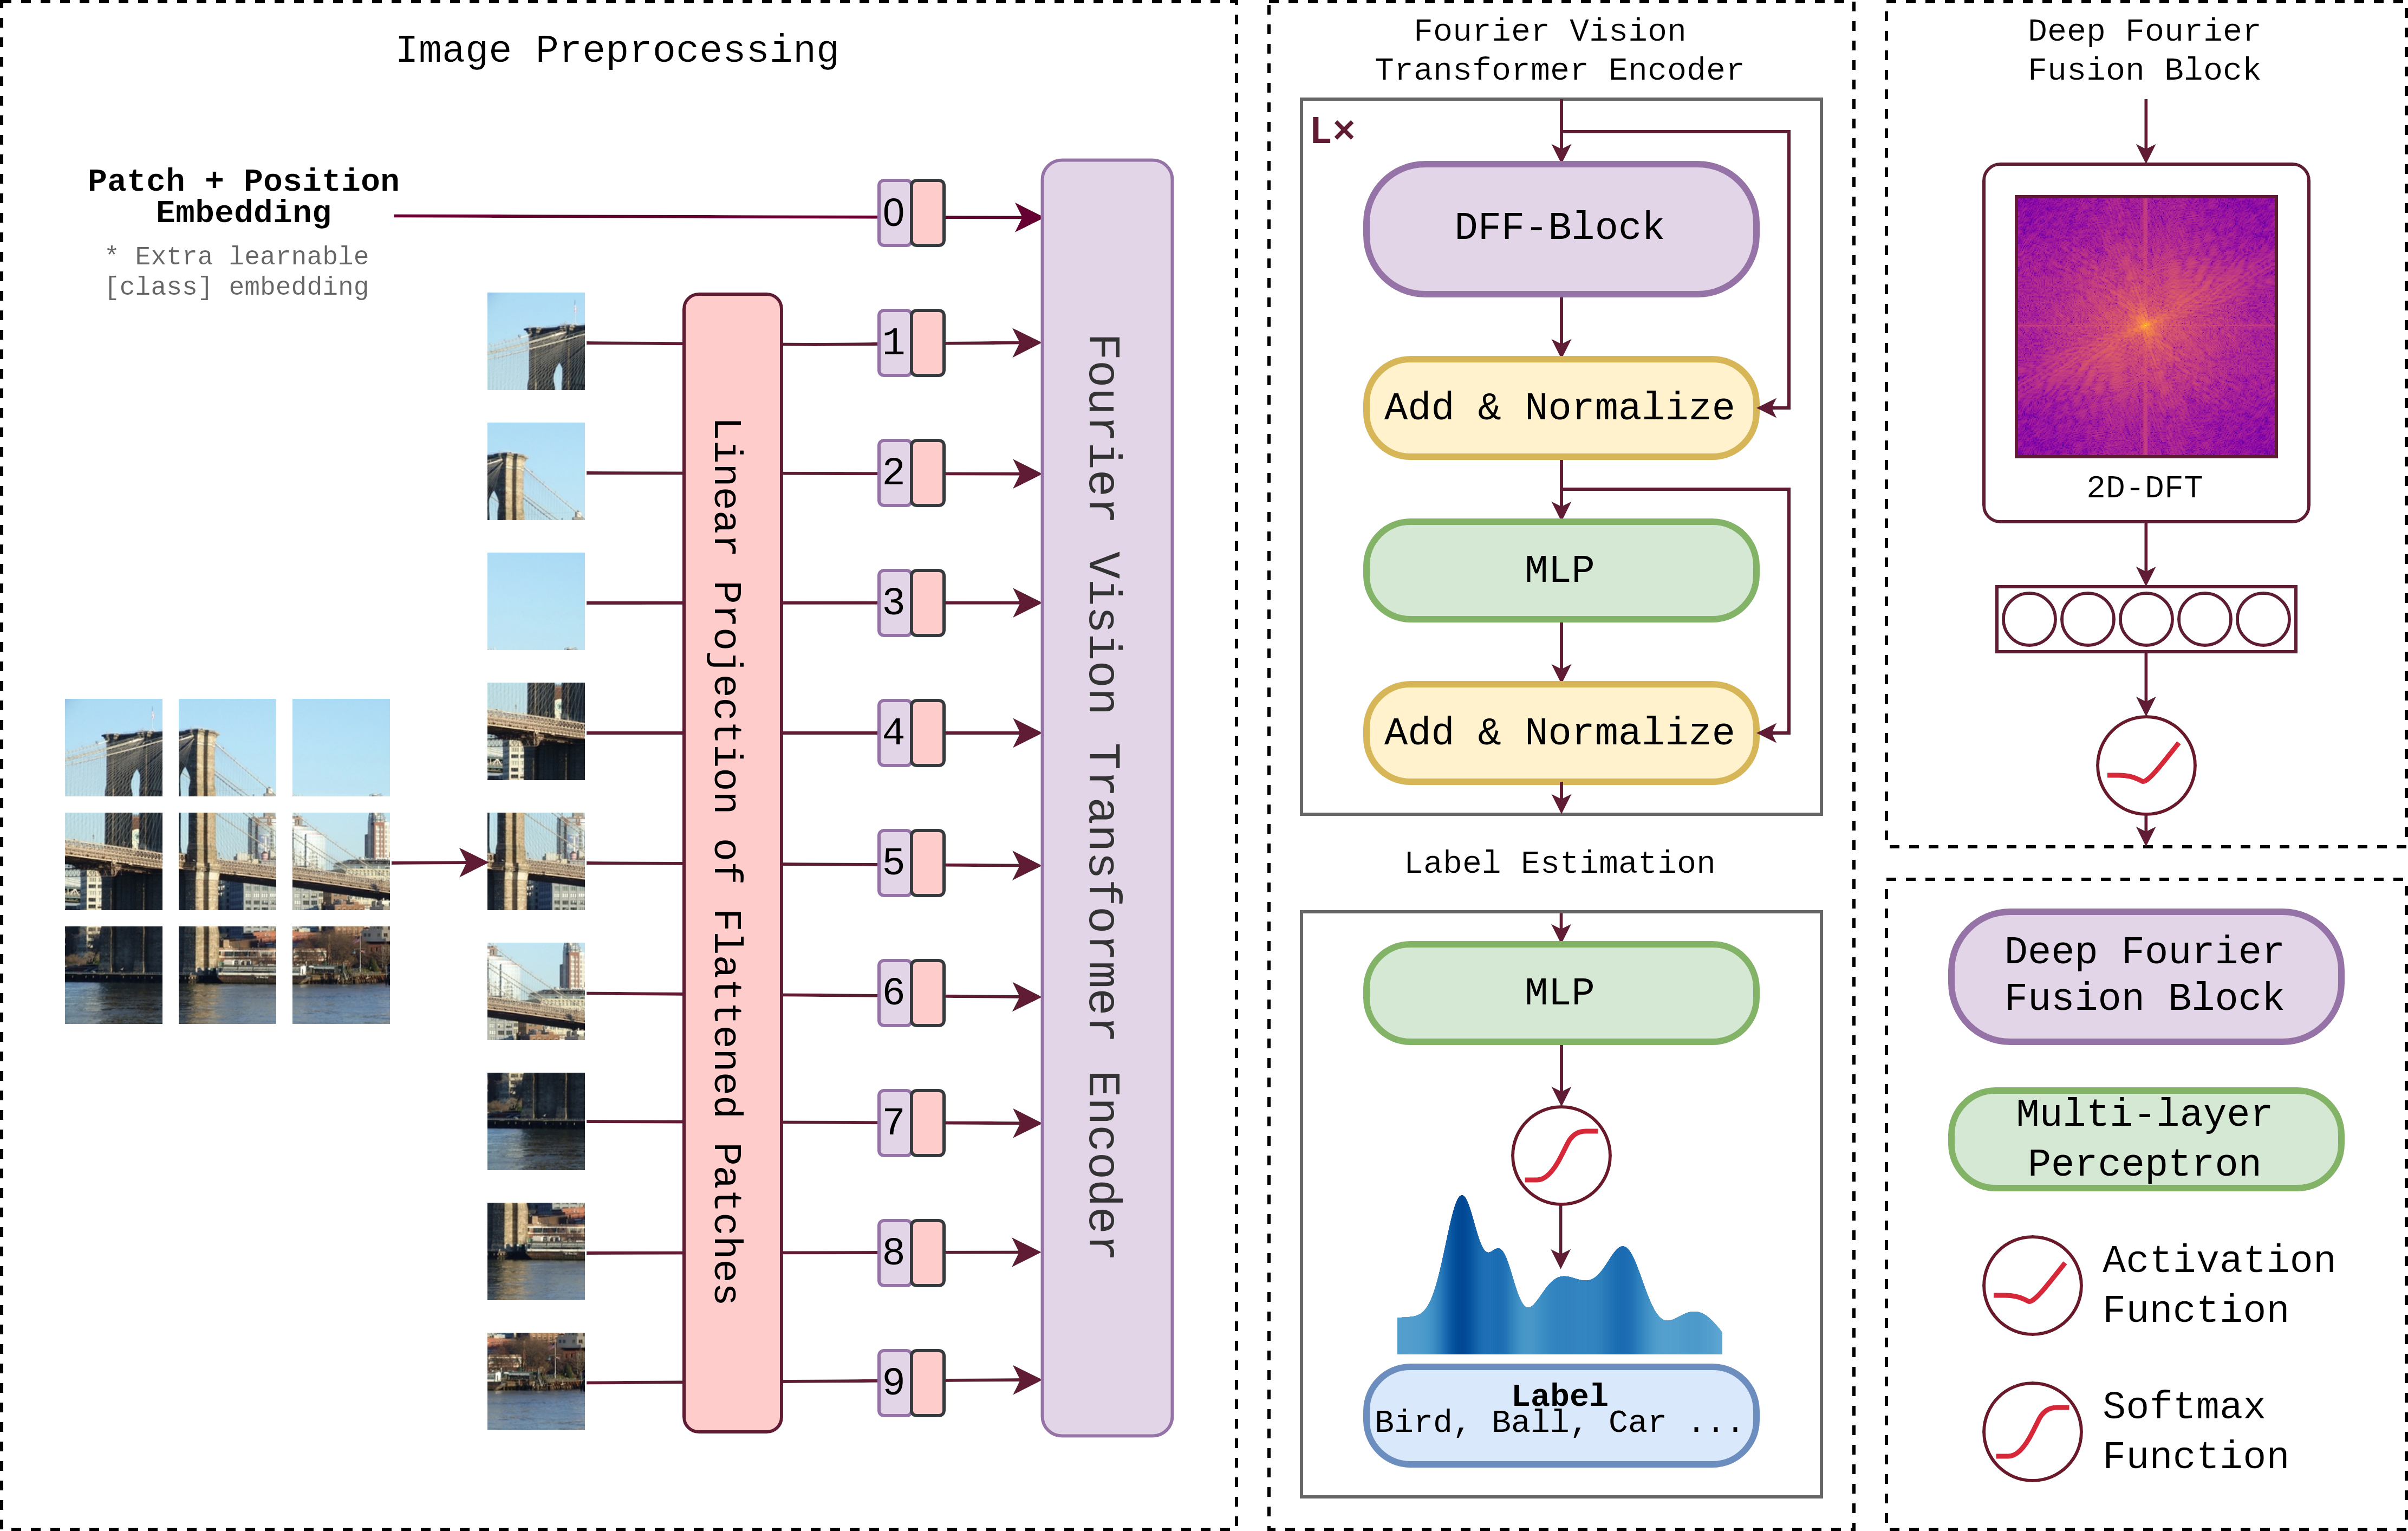 Image Preprocessing
Patch + Position
Embedding
* Extra learnable
[class] embedding
0
1
2
3
4
5
6
7
8
9
Linear Projection of Flattened Patches
Fourier Vision Transformer Encoder
Fourier Vision
Transformer Encoder
L×
DFF-Block
Add & Normalize
MLP
Add & Normalize
Label Estimation
MLP
Label
Bird, Ball, Car ...
Deep Fourier
Fusion Block
2D-DFT
Deep Fourier
Fusion Block
Multi-layer
Perceptron
Activation
Function
Softmax
Function